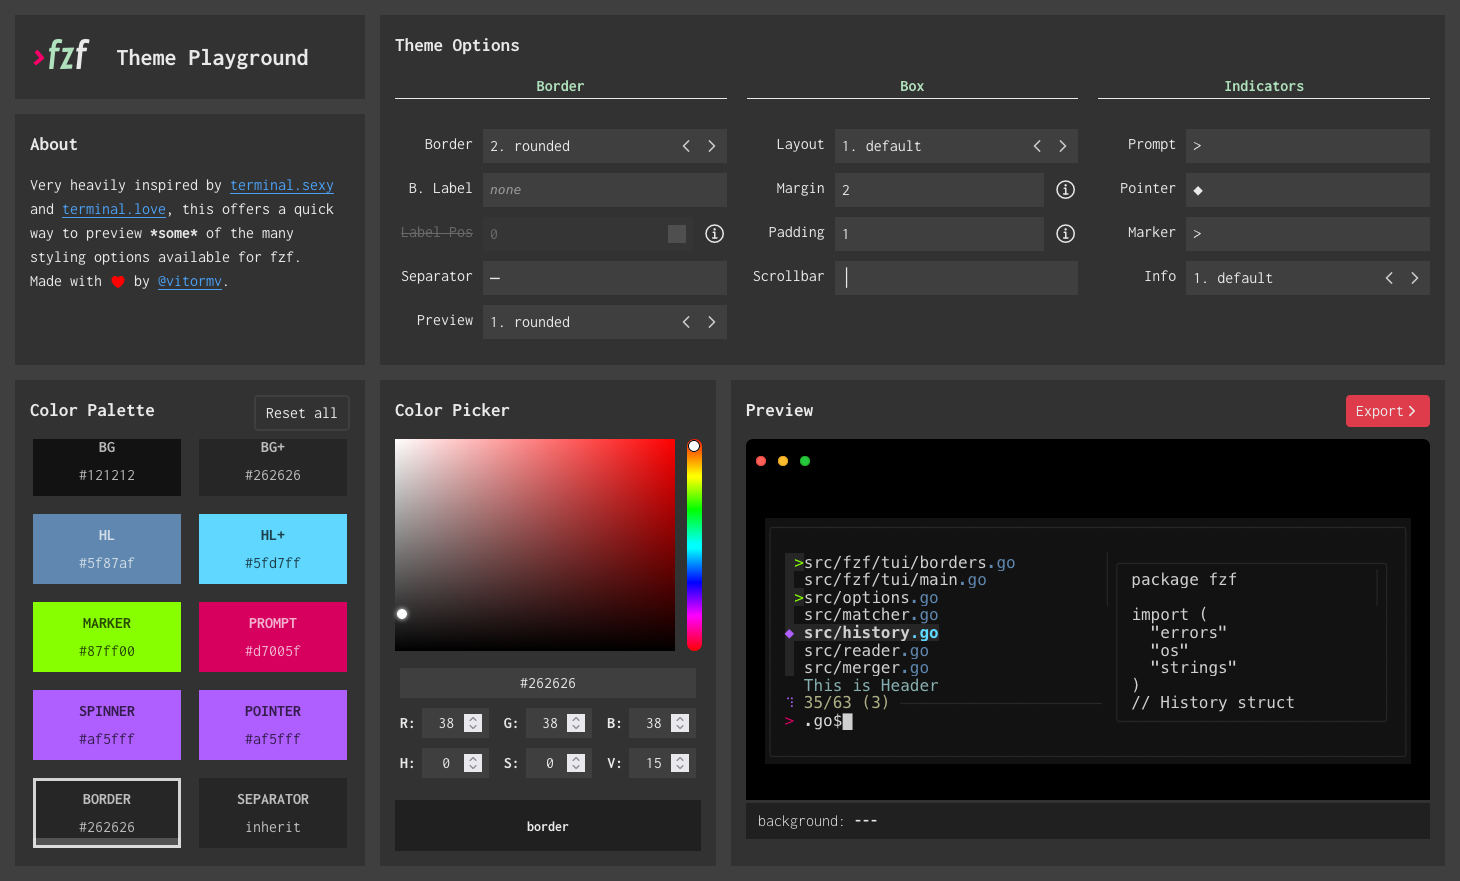 >fzf Theme Playground
About
Very heavily inspired by terminal.sexy
and terminal.love, this offers a quick
way to preview *some* of the many
styling options available for fzf.
Made with ❤ by @vitormv.
Theme Options
Border
Border 2. rounded
B. Label none
Label Pos 0
Separator ─
Preview 1. rounded
Box
Layout 1. default
Margin 2
Padding 1
Scrollbar │
Indicators
Prompt >
Pointer ◆
Marker >
Info 1. default
Color Palette
Reset all
BG
#121212
BG+
#262626
HL
#5f87af
HL+
#5fd7ff
MARKER
#87ff00
PROMPT
#d7005f
SPINNER
#af5fff
POINTER
#af5fff
BORDER
#262626
SEPARATOR
inherit
Color Picker
#262626
R: 38 G: 38 B: 38
H: 0 S: 0 V: 15
border
Preview
Export >
>src/fzf/tui/borders.go
src/fzf/tui/main.go
>src/options.go
src/matcher.go
◆ src/history.go
src/reader.go
src/merger.go
This is Header
⠹ 35/63 (3)
> .go$
package fzf
import (
"errors"
"os"
"strings"
)
// History struct
background: ---